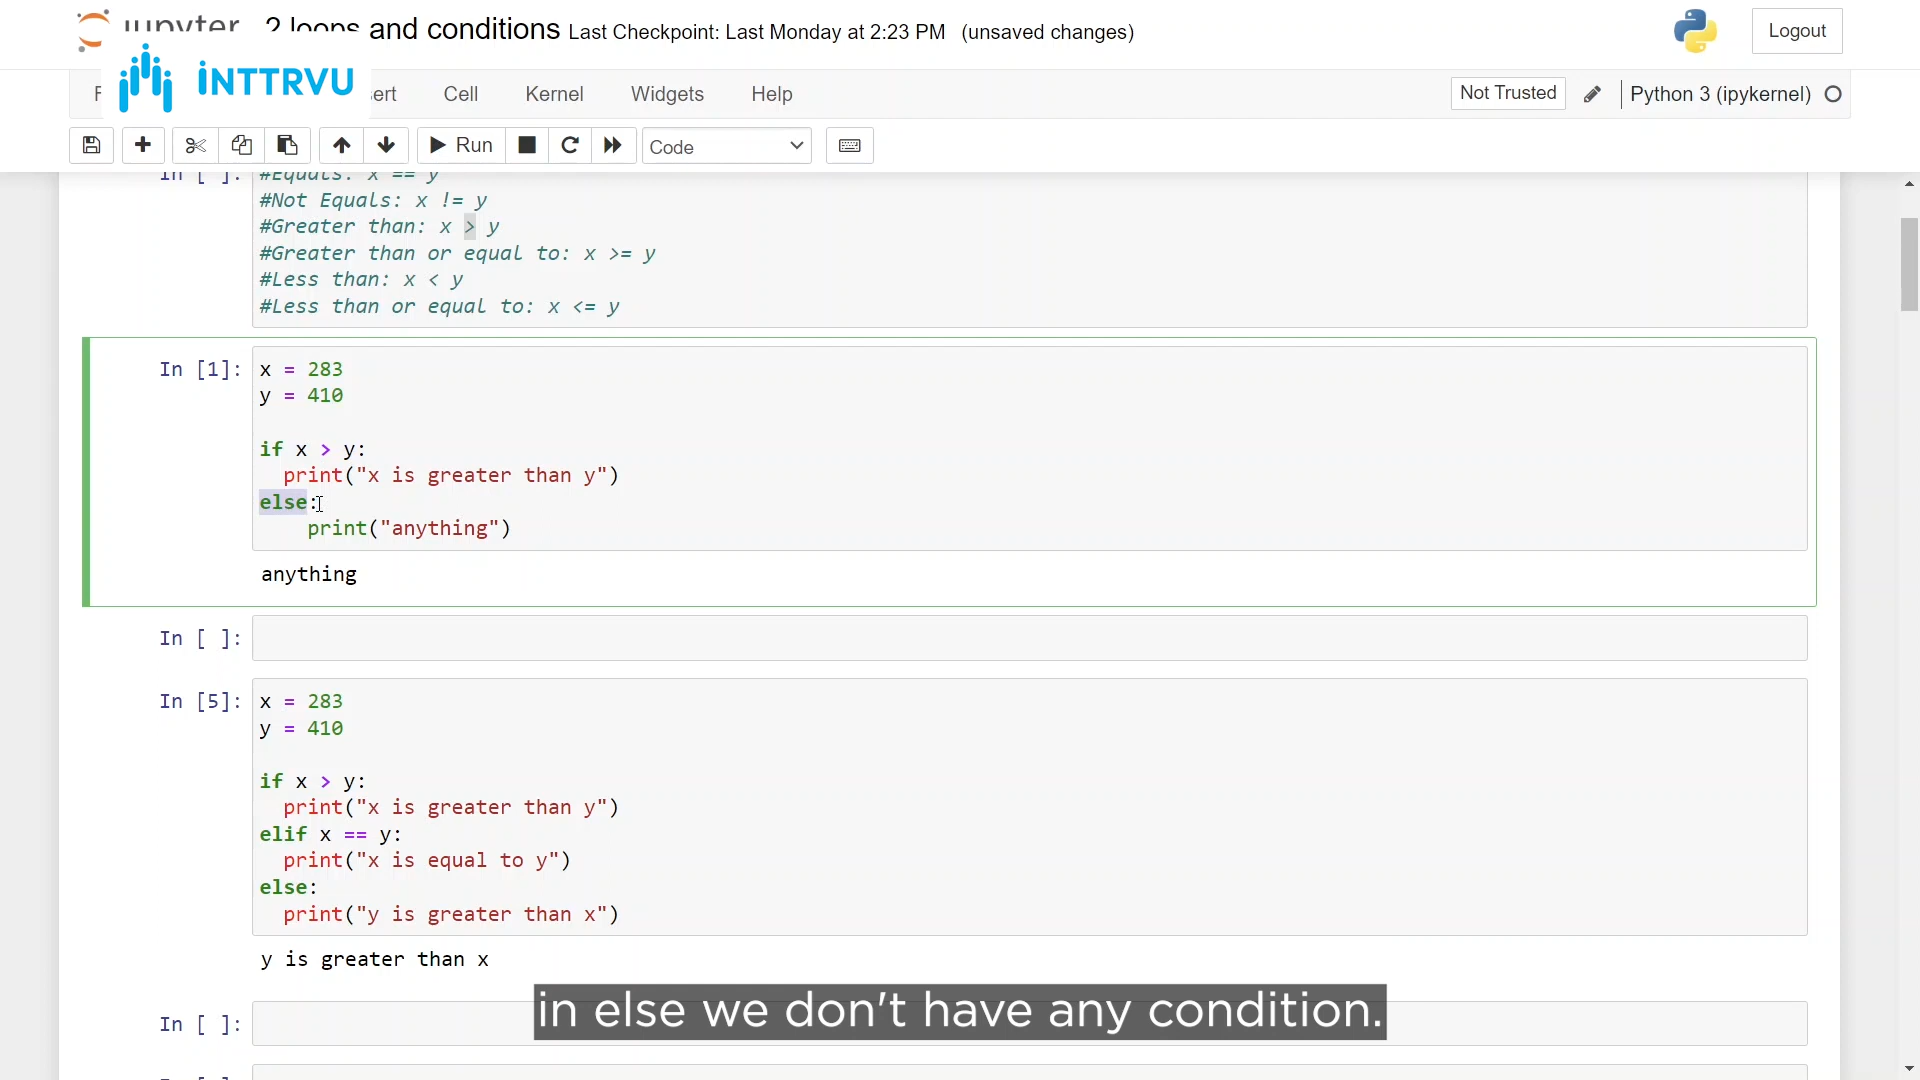 2 loops and conditions Last Checkpoint: Last Monday at 2:23 PM (unsaved changes)
Logout
INTTRVU
Cell Kernel Widgets Help
Not Trusted
Python 3 (ipykernel)
Run
Code
In [ ]: #Equals: x == y
#Not Equals: x != y
#Greater than: x > y
#Greater than or equal to: x >= y
#Less than: x < y
#Less than or equal to: x <= y
In [1]: x = 283
y = 410
if x > y:
print("x is greater than y")
else:
print("anything")
anything
In [ ]:
In [5]: x = 283
y = 410
if x > y:
print("x is greater than y")
elif x == y:
print("x is equal to y")
else:
print("y is greater than x")
y is greater than x
In [ ]:
in else we don't have any condition.